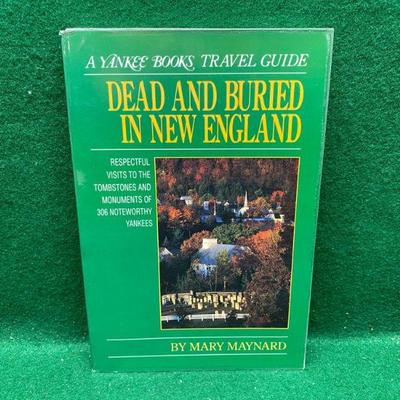 A YANKEE BOOKS TRAVEL GUIDE
DEAD AND BURIED
IN NEW ENGLAND
RESPECTFUL
VISITS TO THE
TOMBSTONES AND
MONUMENTS OF
306 NOTEWORTHY
YANKEES
BY MARY MAYNARD